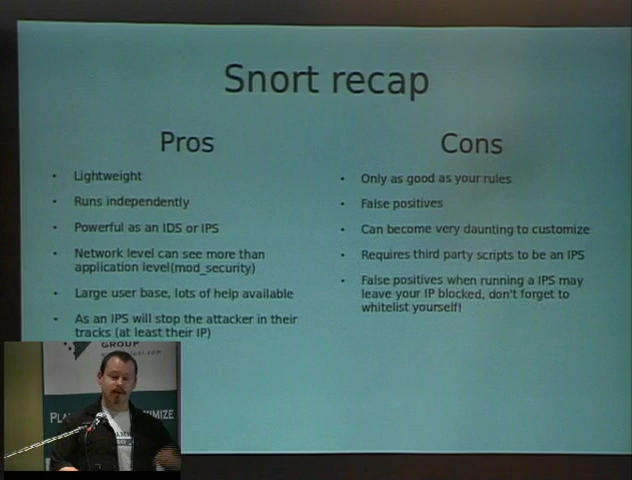 Snort recap
Pros
• Lightweight
• Runs independently
• Powerful as an IDS or IPS
• Network level can see more than
application level(mod_security)
• Large user base, lots of help available
• As an IPS will stop the attacker in their
tracks (at least their IP)
Cons
• Only as good as your rules
• False positives
• Can become very daunting to customize
• Requires third party scripts to be an IPS
• False positives when running a IPS may
leave your IP blocked, don't forget to
whitelist yourself!
GROUP